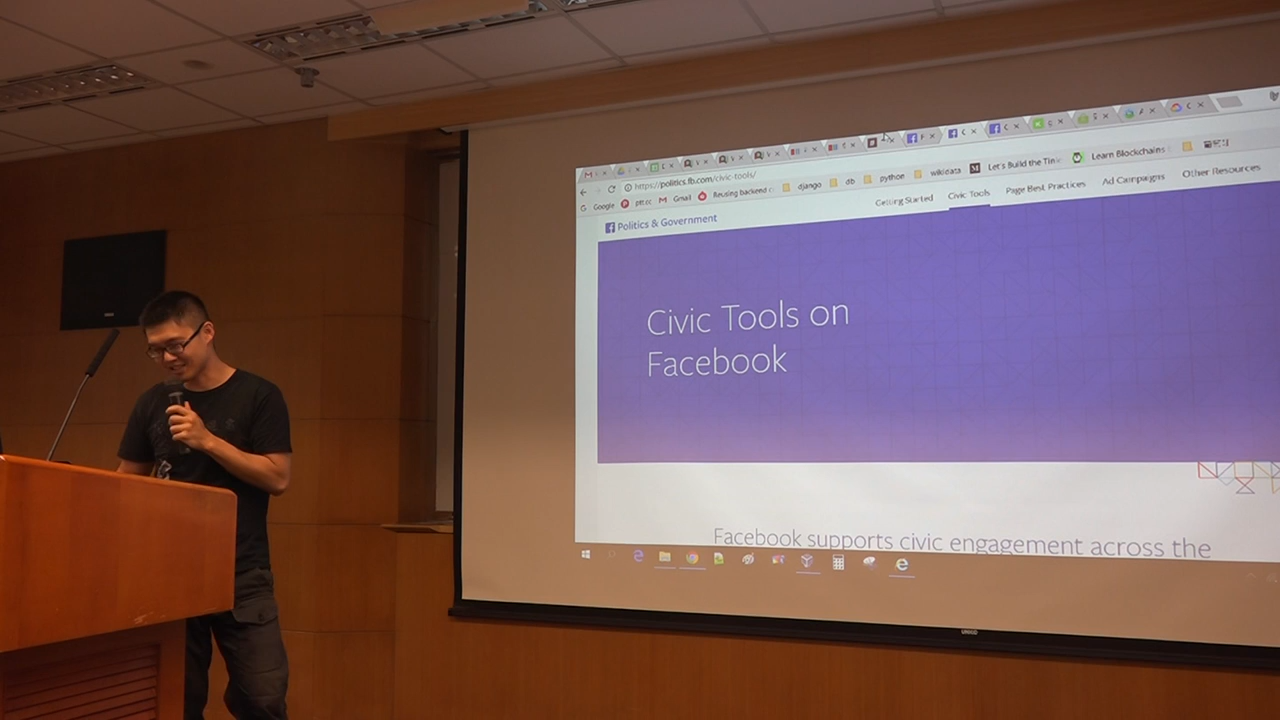 https://politics.fb.com/civic-tools/
Google ptt.cc Gmail Reusing backend django db python wikidata Let's Build the Learn Blockchains
Politics & Government Getting Started Civic Tools Page Best Practices Ad Campaigns Other Resources
Civic Tools on
Facebook
Facebook supports civic engagement across the